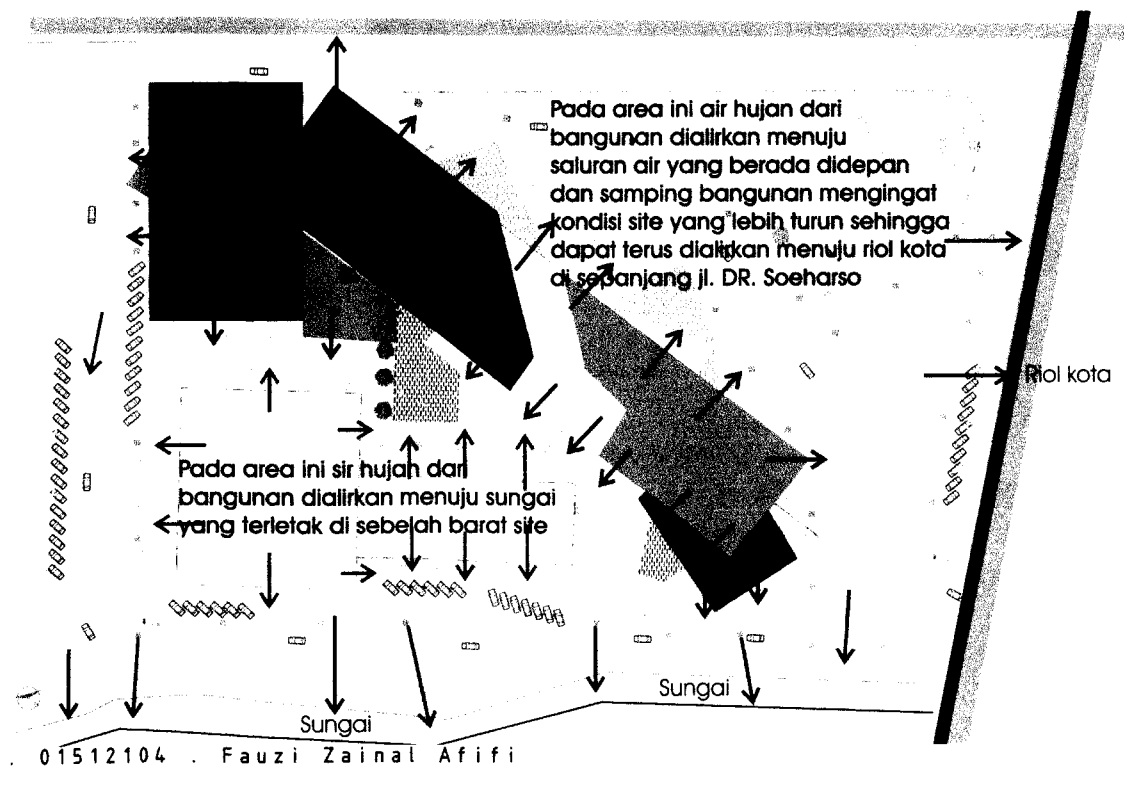 Pada area ini air hujan dari
bangunan dialirkan menuju
saluran air yang berada didepan
dan samping bangunan mengingat
kondisi site yang lebih turun sehingga
dapat terus dialirkan menuju riol kota
di sepanjang jl. DR. Soeharso
Riol kota
Pada area ini sir hujan dari
bangunan dialirkan menuju sungai
yang terletak di sebelah barat site
Sungai
Sungai
. 01512104 . Fauzi Zainal Afifi